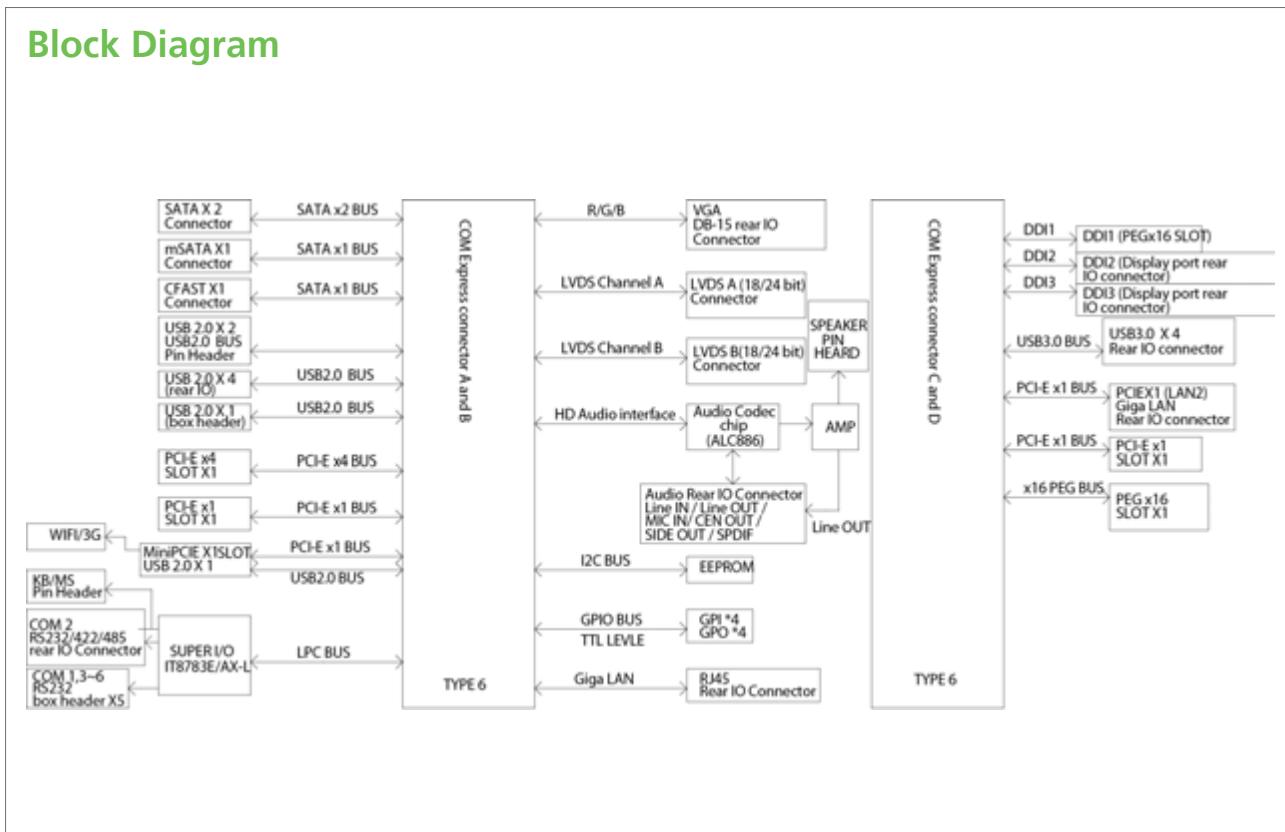 Block Diagram
SATA X 2
Connector
SATA x2 BUS
mSATA X1
Connector
SATA x1 BUS
CFAST X1
Connector
SATA x1 BUS
USB 2.0 X 2
USB2.0 BUS
Pin Header
USB 2.0 X 4
(rear IO)
USB2.0 BUS
USB 2.0 X 1
(box header)
USB2.0 BUS
PCI-E x4
SLOT X1
PCI-E x4 BUS
PCI-E x1
SLOT X1
PCI-E x1 BUS
WIFI/3G
MiniPCIE X1SLOT
USB 2.0 X 1
PCI-E x1 BUS
USB2.0 BUS
KB/MS
Pin Header
COM 2
RS232/422/485
rear IO Connector
COM 1,3~6
RS232
box header X5
SUPER I/O
IT8783E/AX-L
LPC BUS
COM Express connector A and B
TYPE 6
R/G/B
VGA
DB-15 rear IO
Connector
LVDS Channel A
LVDS A (18/24 bit)
Connector
LVDS Channel B
LVDS B(18/24 bit)
Connector
SPEAKER
PIN
HEARD
HD Audio interface
Audio Codec
chip
(ALC886)
AMP
Audio Rear IO Connector
Line IN / Line OUT /
MIC IN/ CEN OUT /
SIDE OUT / SPDIF
Line OUT
I2C BUS
EEPROM
GPIO BUS
TTL LEVLE
GPI *4
GPO *4
Giga LAN
RJ45
Rear IO Connector
COM Express connector C and D
TYPE 6
DDI1
DDI1 (PEGx16 SLOT)
DDI2
DDI2 (Display port rear
IO connector)
DDI3
DDI3 (Display port rear
IO connector)
USB3.0 BUS
USB3.0 X 4
Rear IO connector
PCI-E x1 BUS
PCIEX1 (LAN2)
Giga LAN
Rear IO connector
PCI-E x1 BUS
PCI-E x1
SLOT X1
x16 PEG BUS
PEG x16
SLOT X1